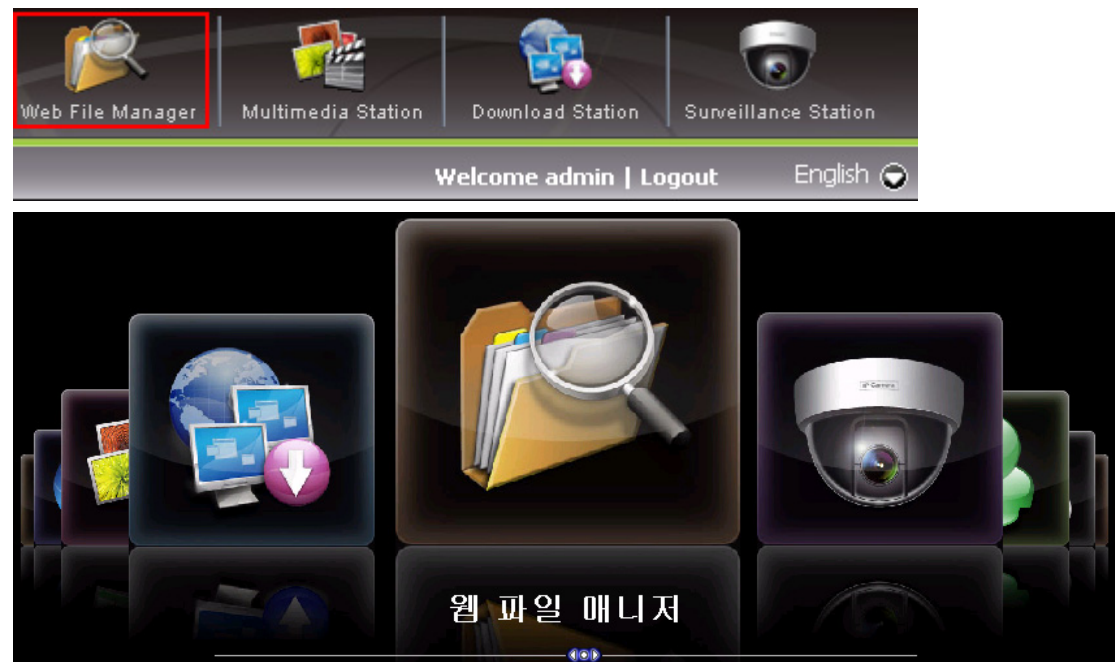 Web File Manager
Multimedia Station
Download Station
Surveillance Station
Welcome admin | Logout
English
웹 파일 매니저